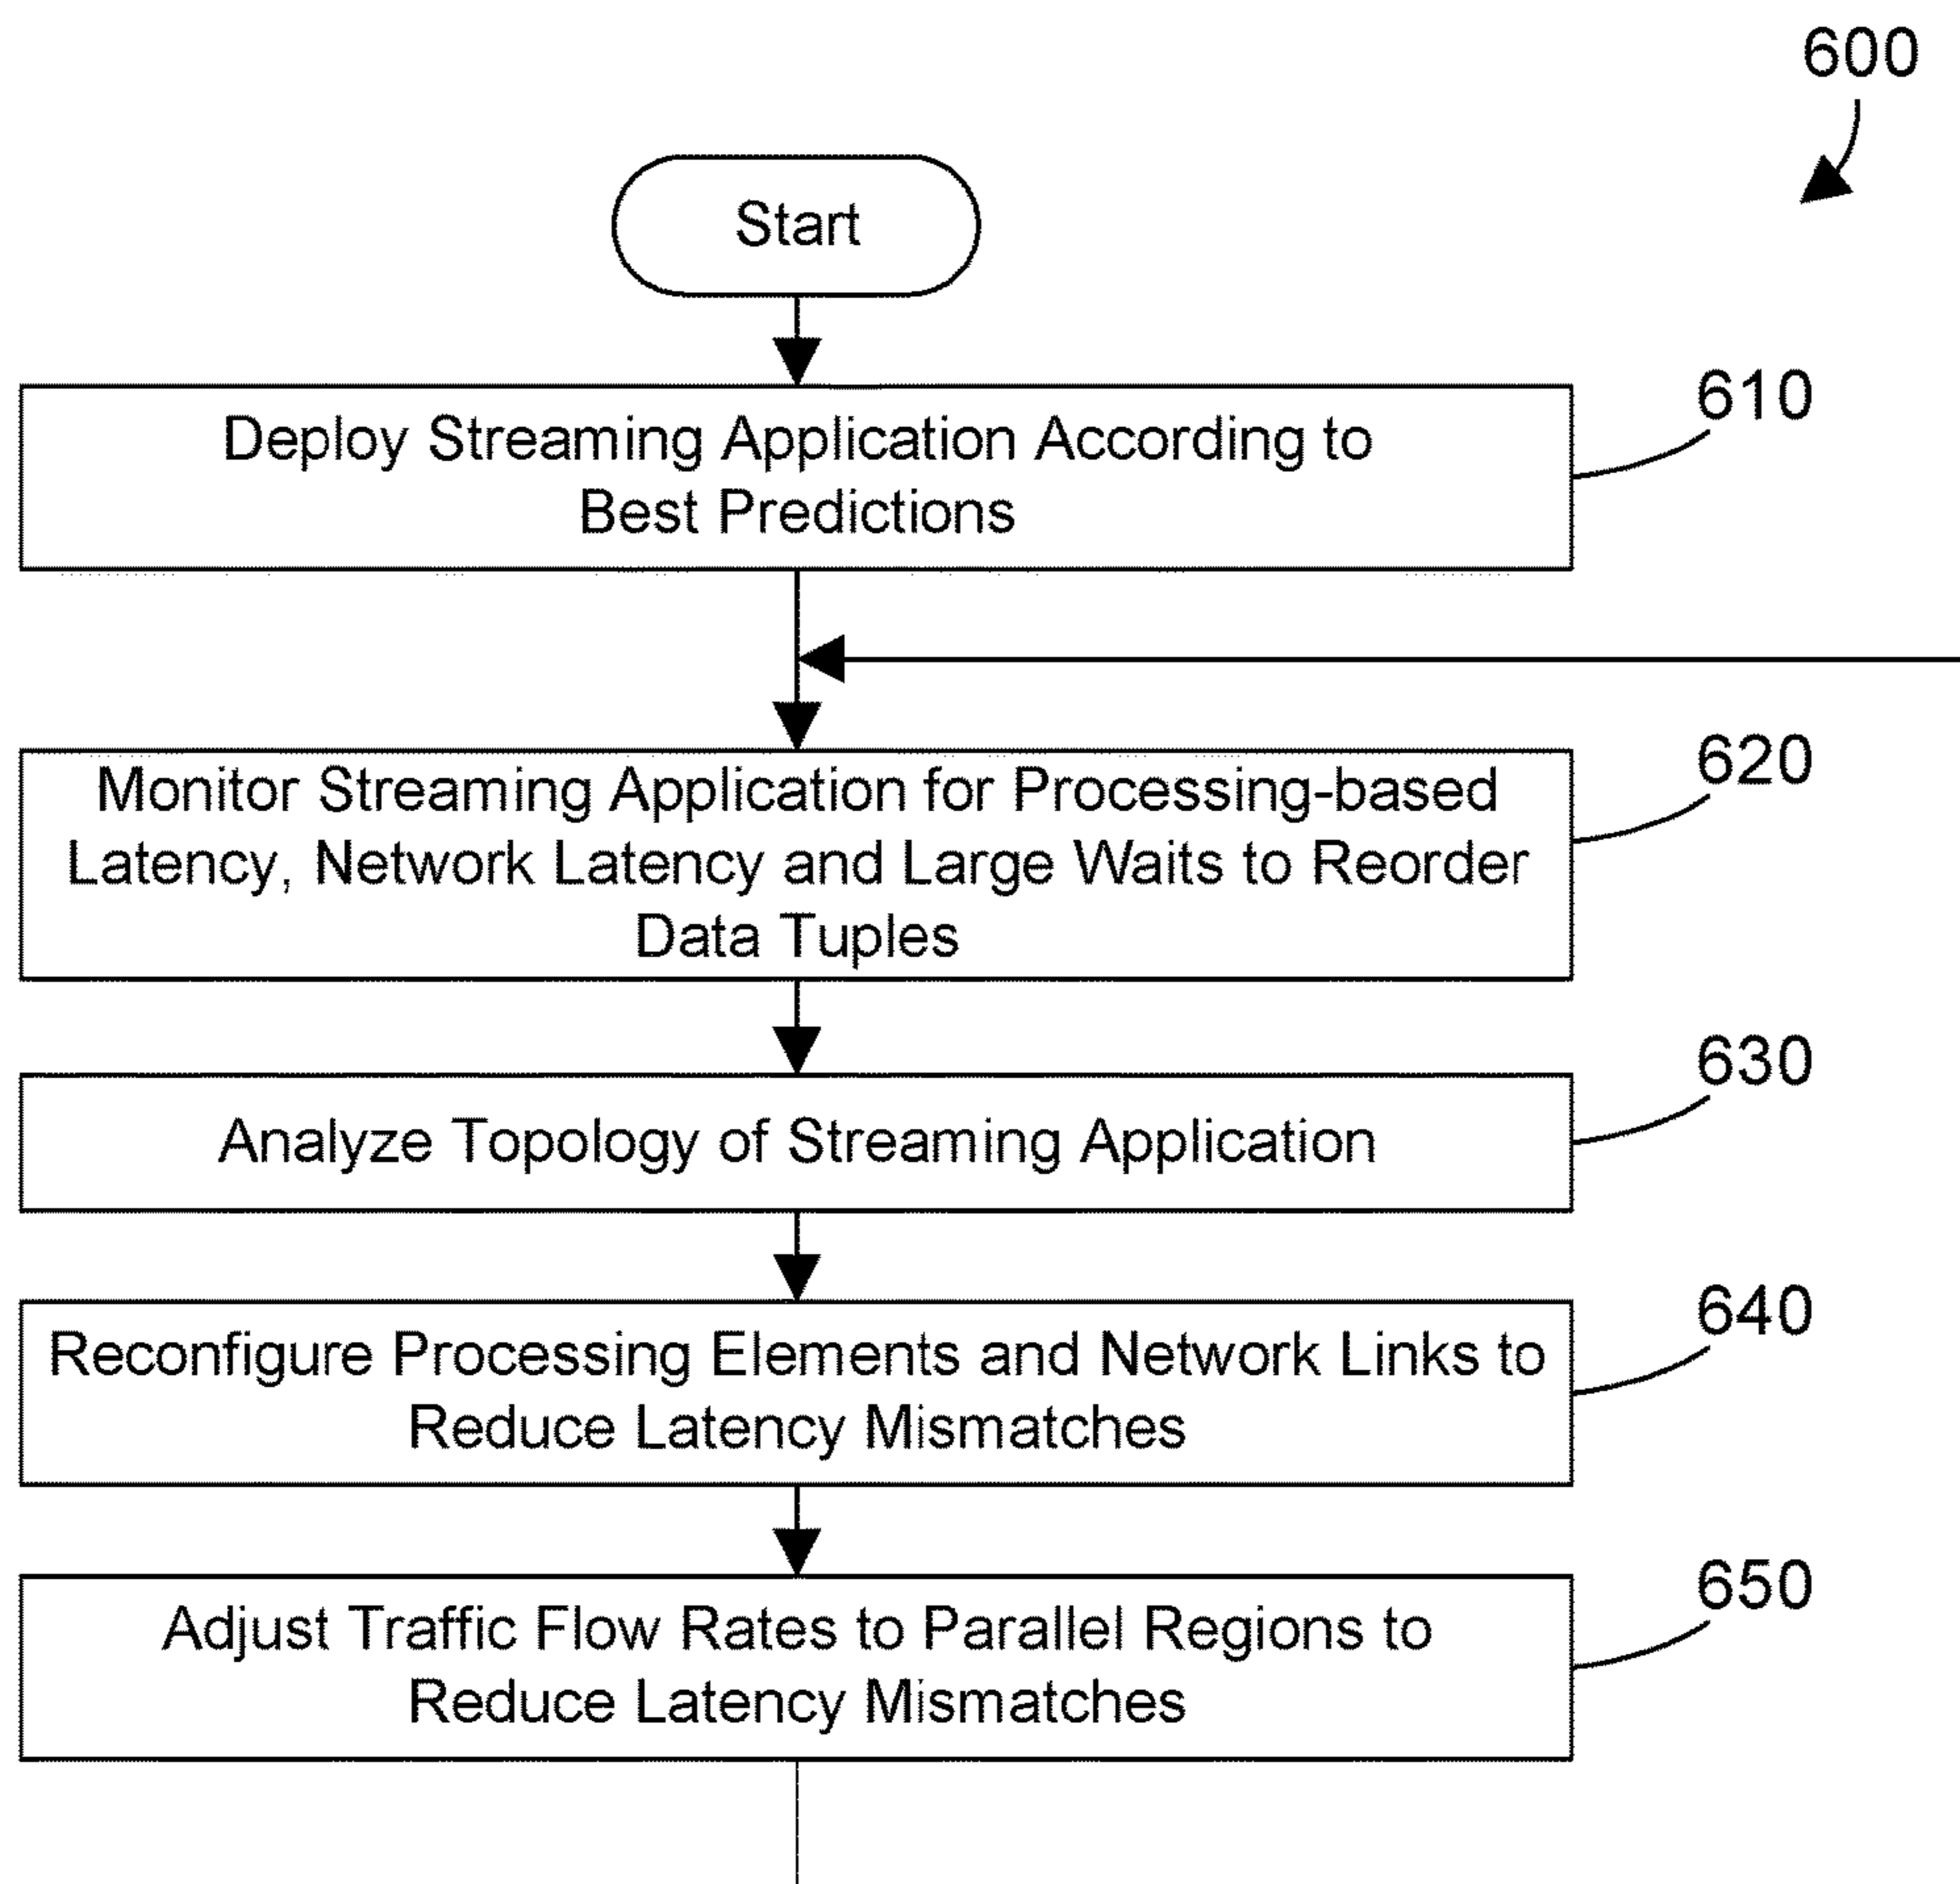 600
Start
610
Deploy Streaming Application According to
Best Predictions
620
Monitor Streaming Application for Processing-based
Latency, Network Latency and Large Waits to Reorder
Data Tuples
630
Analyze Topology of Streaming Application
640
Reconfigure Processing Elements and Network Links to
Reduce Latency Mismatches
650
Adjust Traffic Flow Rates to Parallel Regions to
Reduce Latency Mismatches